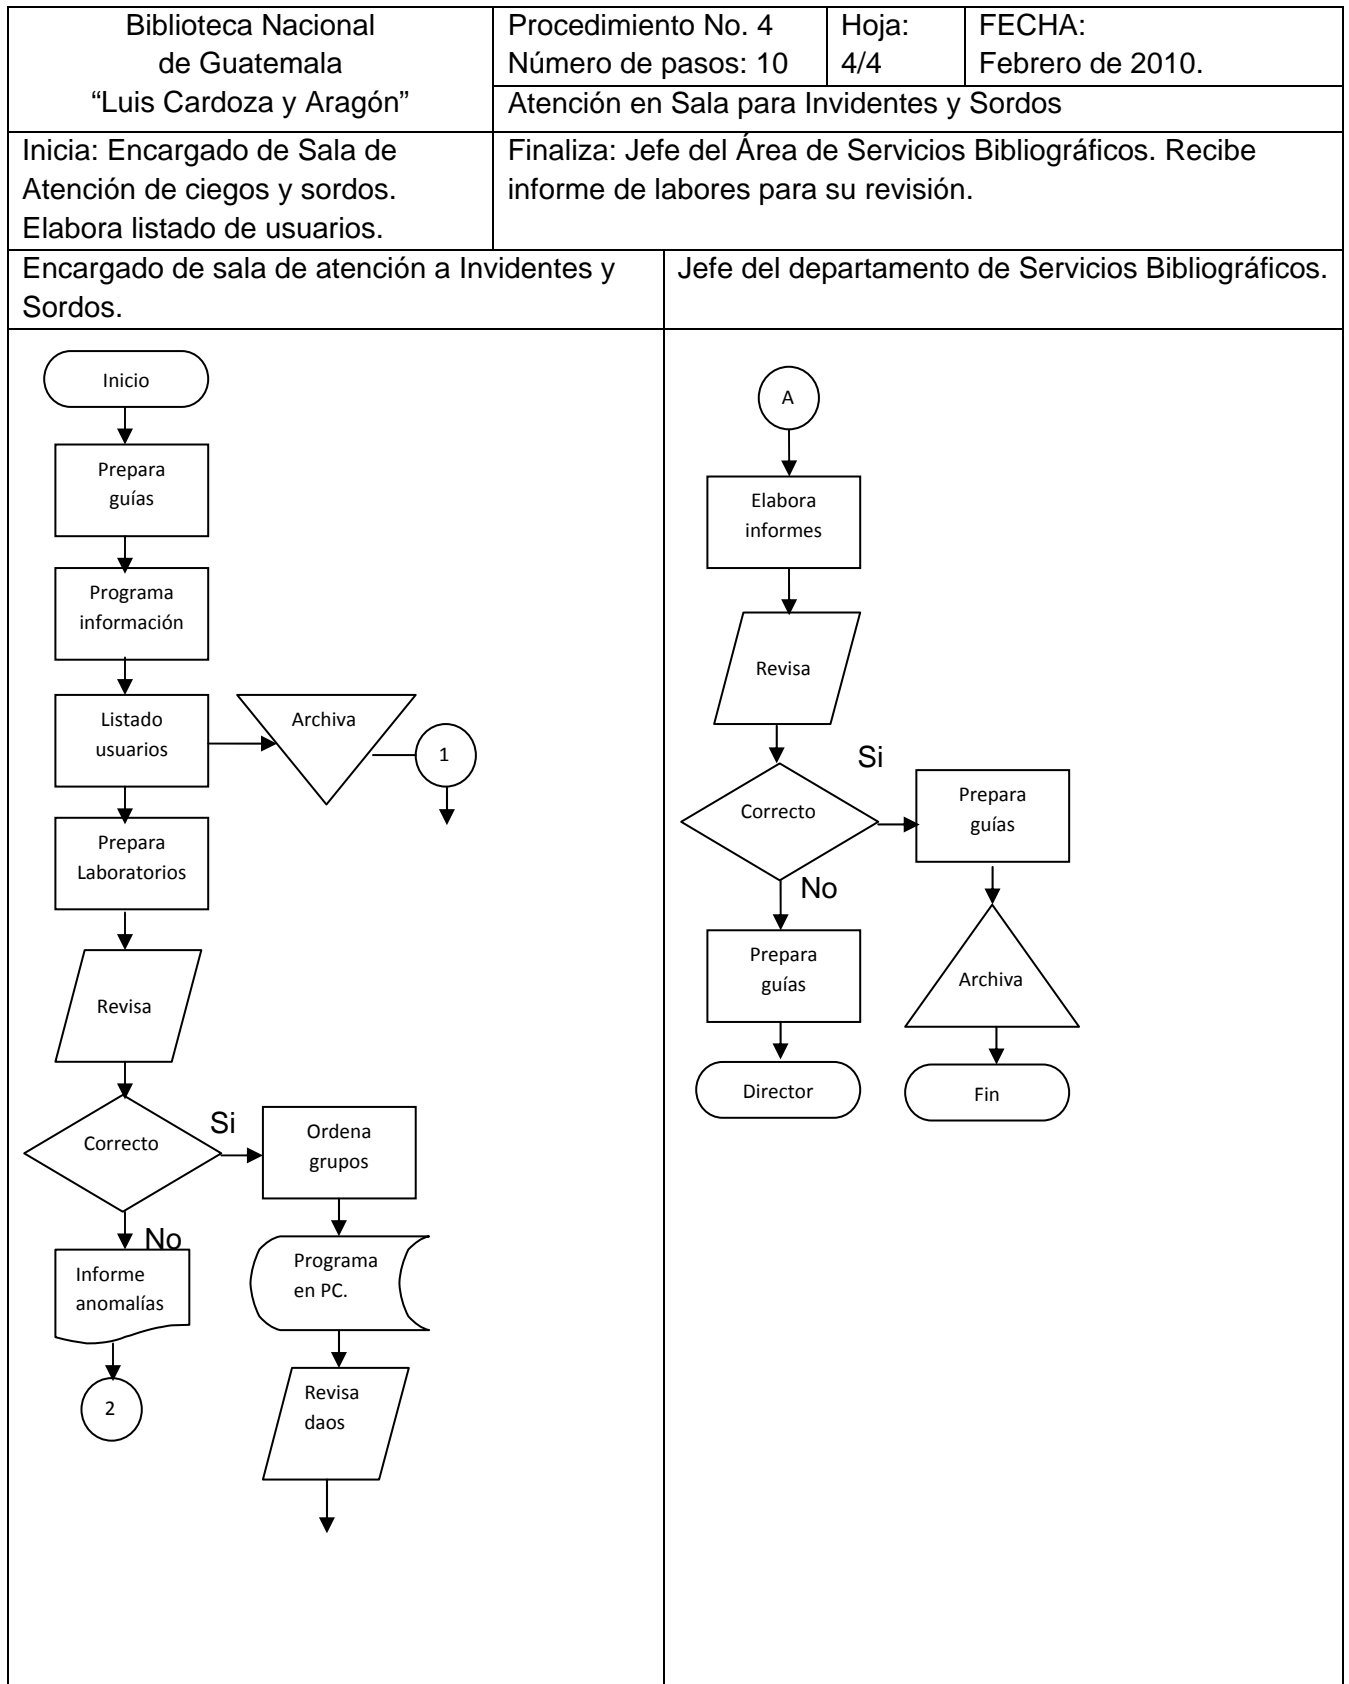 Biblioteca Nacional
de Guatemala
“Luis Cardoza y Aragón”
Procedimiento No. 4
Número de pasos: 10
Hoja:
4/4
FECHA:
Febrero de 2010.
Atención en Sala para Invidentes y Sordos
Inicia: Encargado de Sala de
Atención de ciegos y sordos.
Elabora listado de usuarios.
Finaliza: Jefe del Área de Servicios Bibliográficos. Recibe
informe de labores para su revisión.
Encargado de sala de atención a Invidentes y
Sordos.
Jefe del departamento de Servicios Bibliográficos.
Inicio
Prepara
guías
Programa
información
Listado
usuarios
Archiva
1
Prepara
Laboratorios
Revisa
Correcto
Si
Ordena
grupos
No
Informe
anomalías
Programa
en PC.
2
Revisa
daos
A
Elabora
informes
Revisa
Correcto
Si
Prepara
guías
No
Prepara
guías
Archiva
Director
Fin